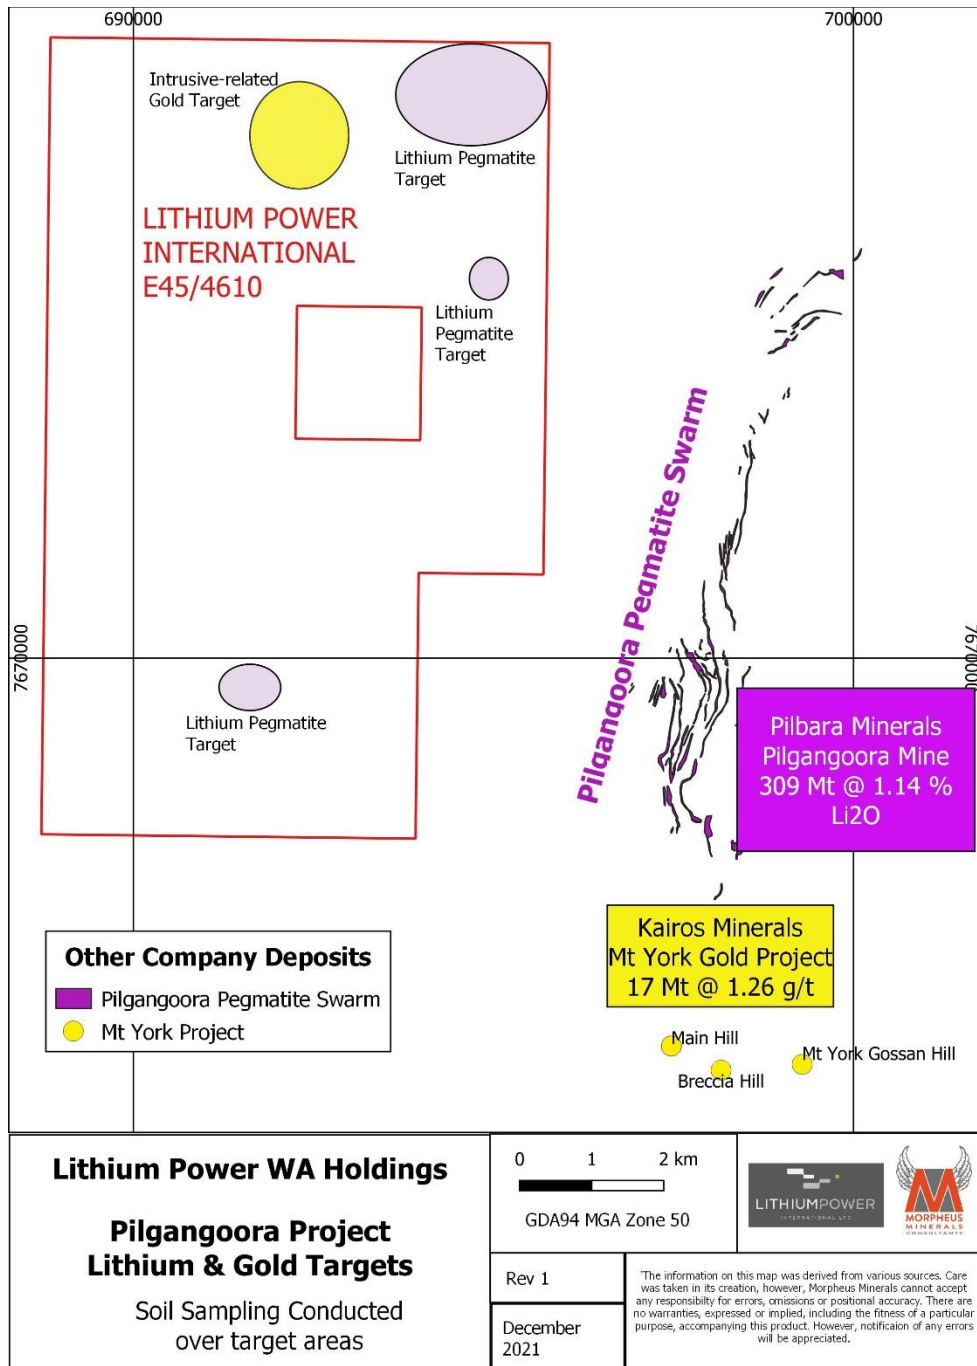 690000
700000
Intrusive-related
Gold Target
Lithium Pegmatite
Target
LITHIUM POWER
INTERNATIONAL
E45/4610
Lithium
Pegmatite
Target
Pilgangoora Pegmatite Swarm
7670000
7670000
Lithium Pegmatite
Target
Pilbara Minerals
Pilgangoora Mine
309 Mt @ 1.14 %
Li2O
Kairos Minerals
Mt York Gold Project
17 Mt @ 1.26 g/t
Other Company Deposits
Pilgangoora Pegmatite Swarm
Mt York Project
Main Hill
Mt York Gossan Hill
Breccia Hill
Lithium Power WA Holdings
Pilgangoora Project
Lithium & Gold Targets
Soil Sampling Conducted
over target areas
0 1 2 km
GDA94 MGA Zone 50
LITHIUMPOWER
INTERNATIONAL LTD
MORPHEUS
MINERALS
CONSULTANTS
Rev 1
December
2021
'The information on this map was derived from various sources. Care
was taken in its creation, however, Morpheus Minerals cannot accept
any responsibilty for errors, omissions or positional accuracy. There are
no warranties, expressed or implied, including the fitness of a particular
purpose, accompanying this product. However, notificaion of any errors
will be appreciated.